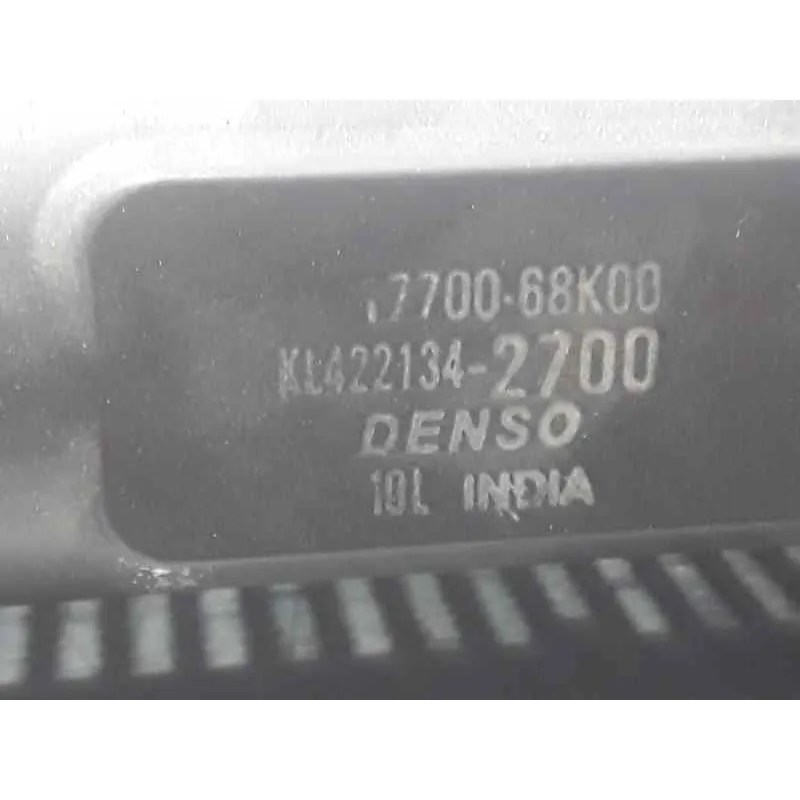 17700-68K00
KL422134-2700
DENSO
10L INDIA